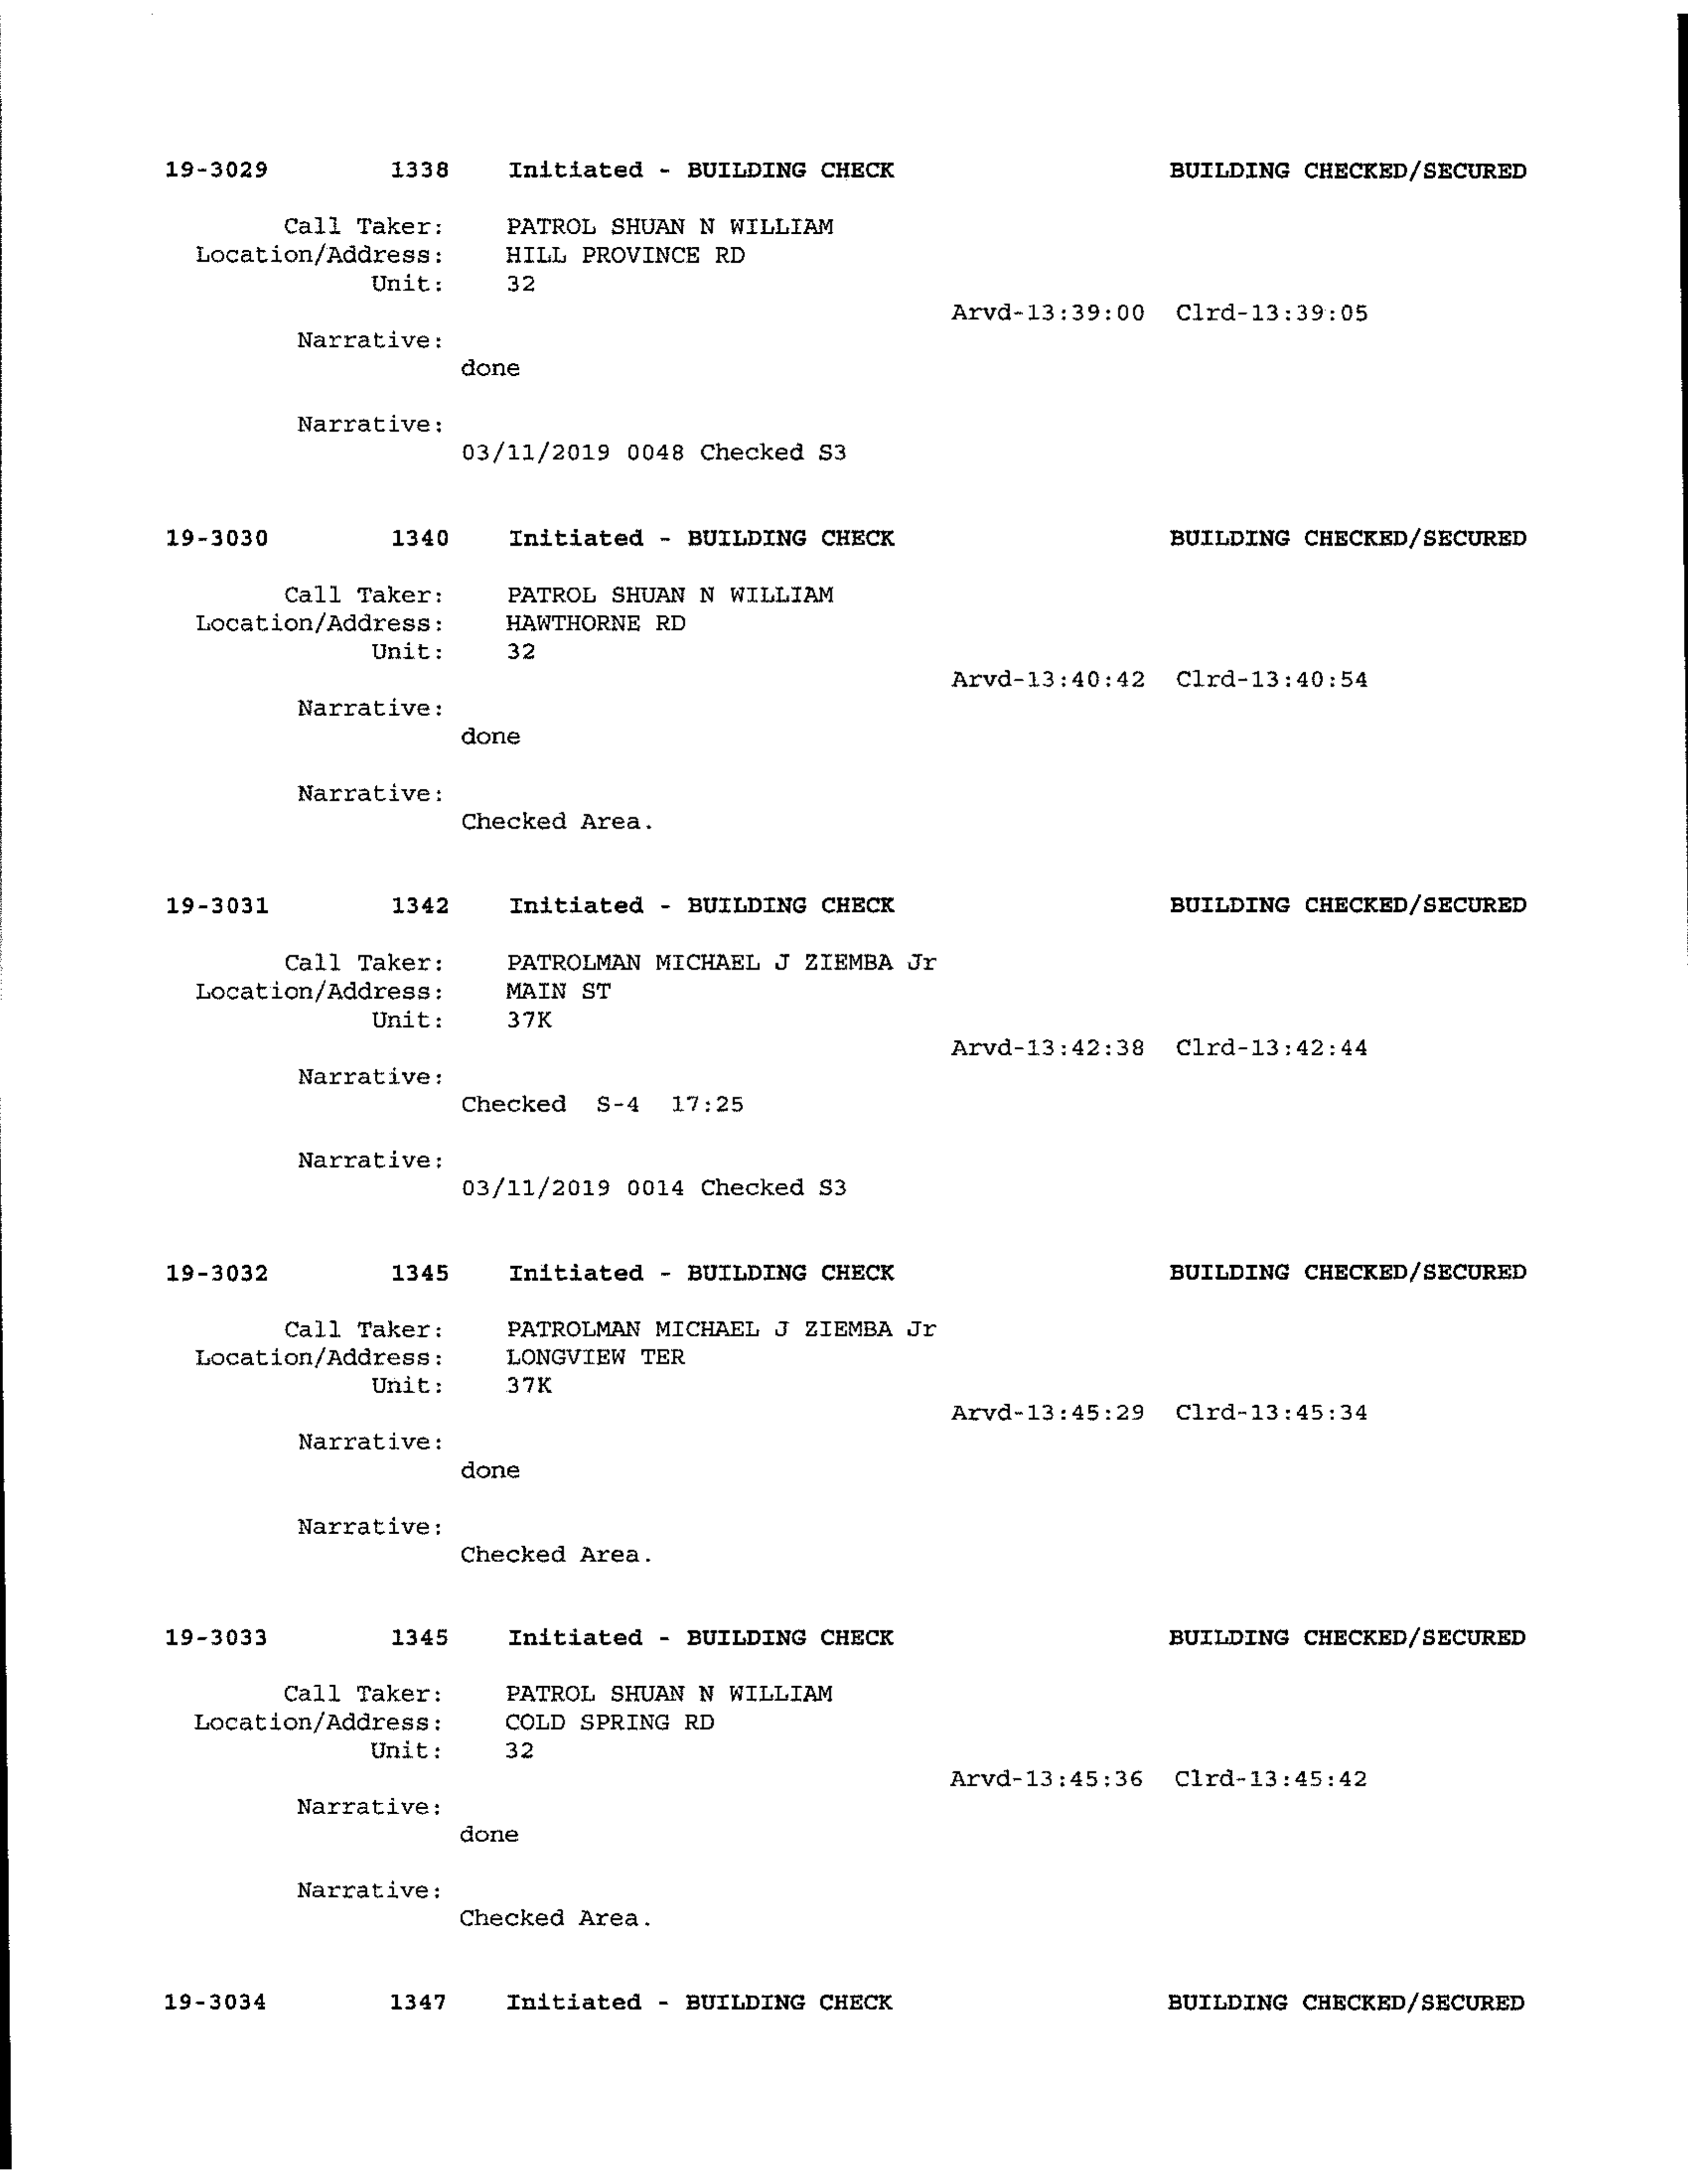 19-3029 1338 Initiated - BUILDING CHECK BUILDING CHECKED/SECURED
Call Taker: PATROL SHUAN N WILLIAM
Location/Address: HILL PROVINCE RD
Unit: 32
Arvd-13:39:00 Clrd-13:39:05
Narrative:
done
Narrative:
03/11/2019 0048 Checked S3
19-3030 1340 Initiated - BUILDING CHECK BUILDING CHECKED/SECURED
Call Taker: PATROL SHUAN N WILLIAM
Location/Address: HAWTHORNE RD
Unit: 32
Arvd-13:40:42 Clrd-13:40:54
Narrative:
done
Narrative:
Checked Area.
19-3031 1342 Initiated - BUILDING CHECK BUILDING CHECKED/SECURED
Call Taker: PATROLMAN MICHAEL J ZIEMBA Jr
Location/Address: MAIN ST
Unit: 37K
Arvd-13:42:38 Clrd-13:42:44
Narrative:
Checked S-4 17:25
Narrative:
03/11/2019 0014 Checked S3
19-3032 1345 Initiated - BUILDING CHECK BUILDING CHECKED/SECURED
Call Taker: PATROLMAN MICHAEL J ZIEMBA Jr
Location/Address: LONGVIEW TER
Unit: 37K
Arvd-13:45:29 Clrd-13:45:34
Narrative:
done
Narrative:
Checked Area.
19-3033 1345 Initiated - BUILDING CHECK BUILDING CHECKED/SECURED
Call Taker: PATROL SHUAN N WILLIAM
Location/Address: COLD SPRING RD
Unit: 32
Arvd-13:45:36 Clrd-13:45:42
Narrative:
done
Narrative:
Checked Area.
19-3034 1347 Initiated - BUILDING CHECK BUILDING CHECKED/SECURED